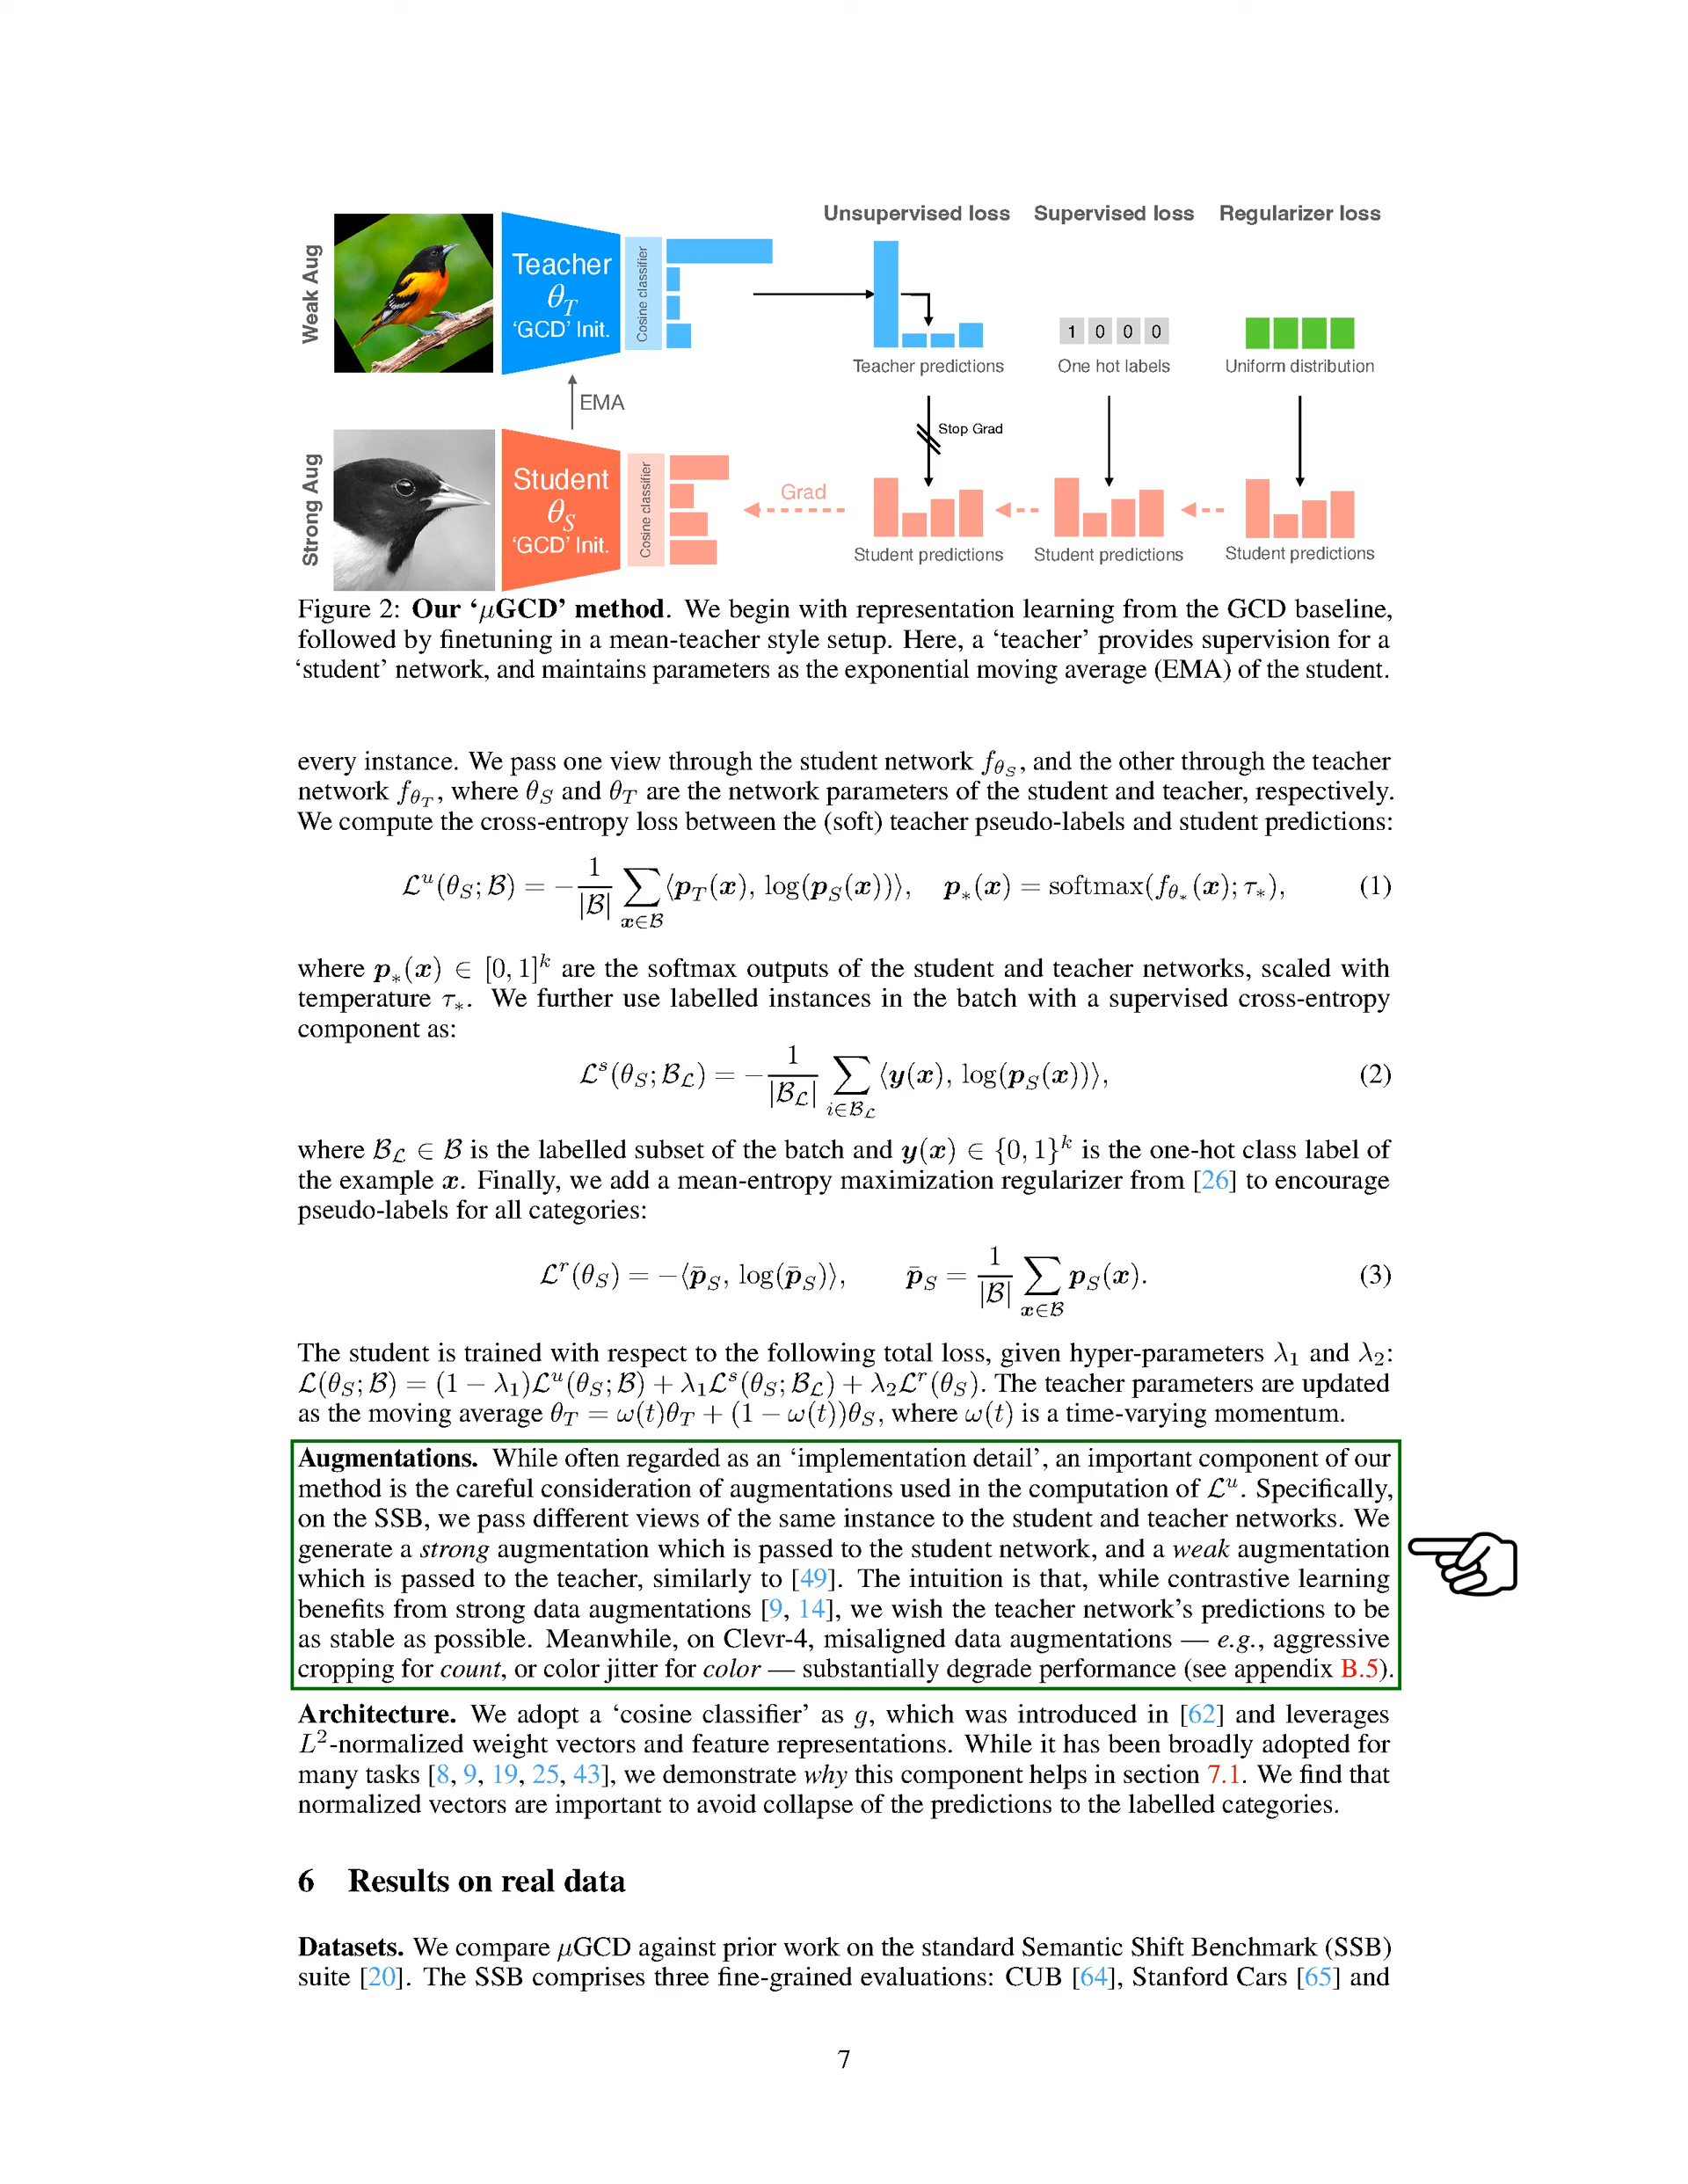 Unsupervised loss Supervised loss Regularizer loss
Weak Aug
Teacher
θ_T
'GCD' Init.
Cosine classifier
1 0 0 0
Teacher predictions One hot labels Uniform distribution
EMA
Stop Grad
Strong Aug
Student
θ_S
'GCD' Init.
Cosine classifier
Grad
Student predictions Student predictions Student predictions
Figure 2: Our 'μGCD' method. We begin with representation learning from the GCD baseline,
followed by finetuning in a mean-teacher style setup. Here, a 'teacher' provides supervision for a
'student' network, and maintains parameters as the exponential moving average (EMA) of the student.
every instance. We pass one view through the student network f_{θ_S}, and the other through the teacher
network f_{θ_T}, where θ_S and θ_T are the network parameters of the student and teacher, respectively.
We compute the cross-entropy loss between the (soft) teacher pseudo-labels and student predictions:
ℒ^u(θ_S; ℬ) = −1/|ℬ| ∑_{x∈ℬ} ⟨p_T(x), log(p_S(x))⟩, p_*(x) = softmax(f_{θ_*}(x); τ_*), (1)
where p_*(x) ∈ [0, 1]^k are the softmax outputs of the student and teacher networks, scaled with
temperature τ_*. We further use labelled instances in the batch with a supervised cross-entropy
component as:
ℒ^s(θ_S; ℬ_ℒ) = −1/|ℬ_ℒ| ∑_{i∈ℬ_ℒ} ⟨y(x), log(p_S(x))⟩, (2)
where ℬ_ℒ ∈ ℬ is the labelled subset of the batch and y(x) ∈ {0, 1}^k is the one-hot class label of
the example x. Finally, we add a mean-entropy maximization regularizer from [26] to encourage
pseudo-labels for all categories:
ℒ^r(θ_S) = −⟨p̄_S, log(p̄_S)⟩, p̄_S = 1/|ℬ| ∑_{x∈ℬ} p_S(x). (3)
The student is trained with respect to the following total loss, given hyper-parameters λ_1 and λ_2:
ℒ(θ_S; ℬ) = (1 − λ_1)ℒ^u(θ_S; ℬ) + λ_1ℒ^s(θ_S; ℬ_ℒ) + λ_2ℒ^r(θ_S). The teacher parameters are updated
as the moving average θ_T = ω(t)θ_T + (1 − ω(t))θ_S, where ω(t) is a time-varying momentum.
Augmentations. While often regarded as an 'implementation detail', an important component of our
method is the careful consideration of augmentations used in the computation of ℒ^u. Specifically,
on the SSB, we pass different views of the same instance to the student and teacher networks. We
generate a strong augmentation which is passed to the student network, and a weak augmentation
which is passed to the teacher, similarly to [49]. The intuition is that, while contrastive learning
benefits from strong data augmentations [9, 14], we wish the teacher network's predictions to be
as stable as possible. Meanwhile, on Clevr-4, misaligned data augmentations — e.g., aggressive
cropping for count, or color jitter for color — substantially degrade performance (see appendix B.5).
Architecture. We adopt a 'cosine classifier' as g, which was introduced in [62] and leverages
L^2-normalized weight vectors and feature representations. While it has been broadly adopted for
many tasks [8, 9, 19, 25, 43], we demonstrate why this component helps in section 7.1. We find that
normalized vectors are important to avoid collapse of the predictions to the labelled categories.
6 Results on real data
Datasets. We compare μGCD against prior work on the standard Semantic Shift Benchmark (SSB)
suite [20]. The SSB comprises three fine-grained evaluations: CUB [64], Stanford Cars [65] and
7